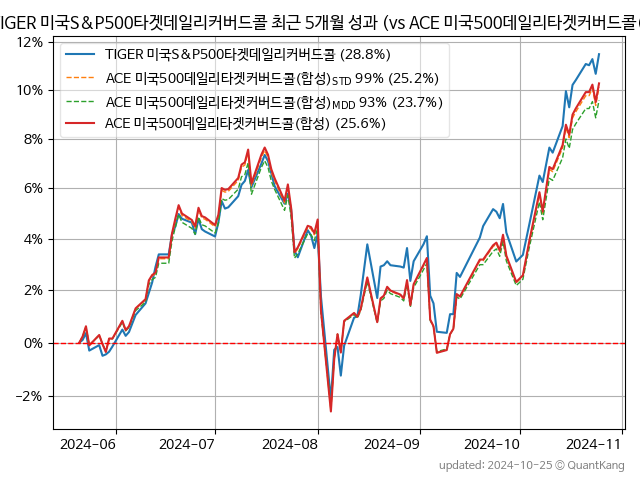 TIGER 미국S&P500타겟데일리커버드콜 최근 5개월 성과 (vs ACE 미국500데일리타겟커버드콜(
12%
10%
8%
6%
4%
2%
0%
−2%
TIGER 미국S&P500타겟데일리커버드콜 (28.8%)
ACE 미국500데일리타겟커버드콜(합성)STD 99% (25.2%)
ACE 미국500데일리타겟커버드콜(합성)MDD 93% (23.7%)
ACE 미국500데일리타겟커버드콜(합성) (25.6%)
2024-06
2024-07
2024-08
2024-09
2024-10
2024-11
updated: 2024-10-25 © QuantKang